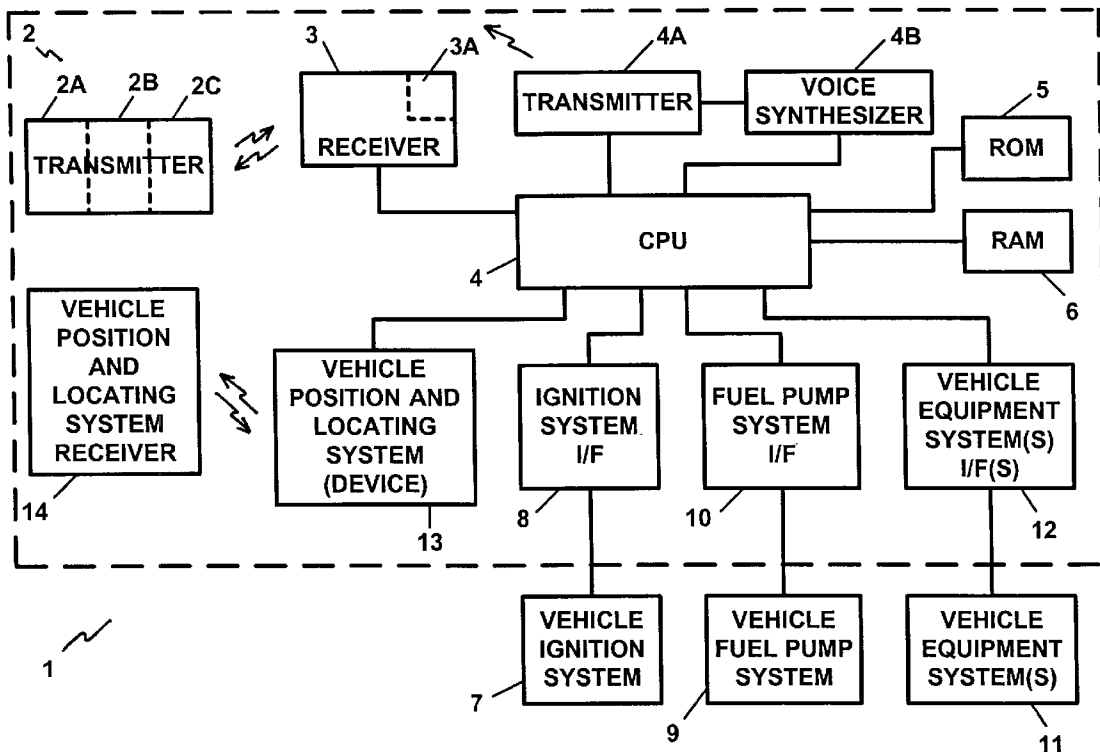 2
2A
2B
2C
TRANSMITTER
3
3A
RECEIVER
4A
TRANSMITTER
4B
VOICE
SYNTHESIZER
5
ROM
CPU
4
RAM
6
VEHICLE
POSITION
AND
LOCATING
SYSTEM
RECEIVER
14
VEHICLE
POSITION AND
LOCATING
SYSTEM
(DEVICE)
13
IGNITION
SYSTEM
I/F
8
FUEL PUMP
SYSTEM
I/F
10
VEHICLE
EQUIPMENT
SYSTEM(S)
I/F(S)
12
1
VEHICLE
IGNITION
SYSTEM
7
VEHICLE
FUEL PUMP
SYSTEM
9
VEHICLE
EQUIPMENT
SYSTEM(S)
11